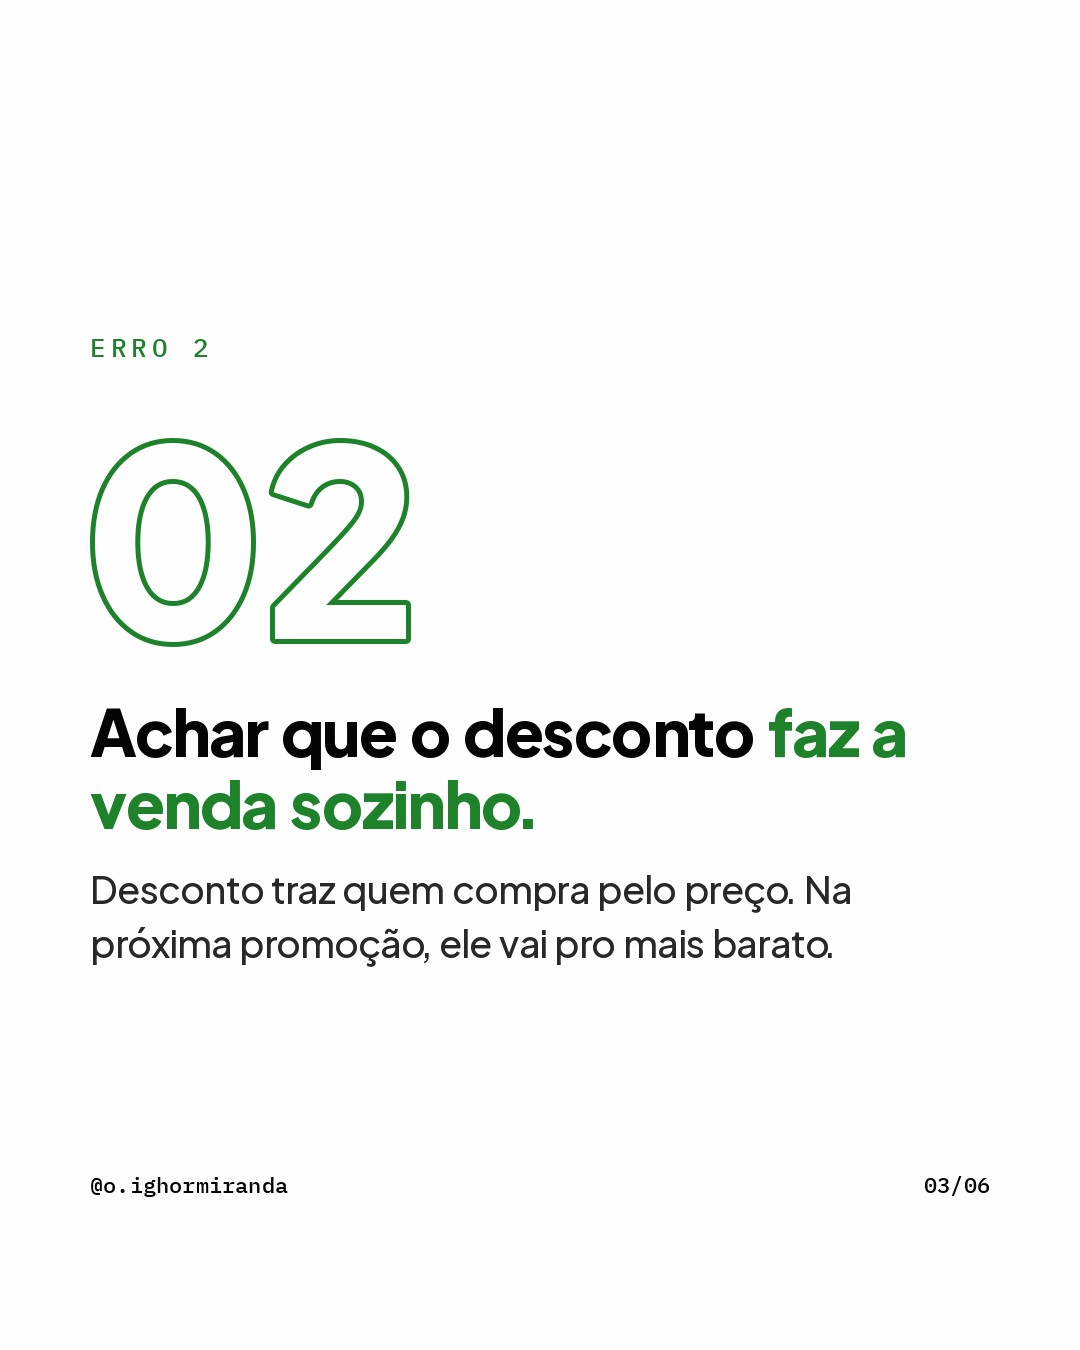 ERRO 2
02
Achar que o desconto faz a
venda sozinho.
Desconto traz quem compra pelo preço. Na
próxima promoção, ele vai pro mais barato.
@o.ighormiranda
03/06